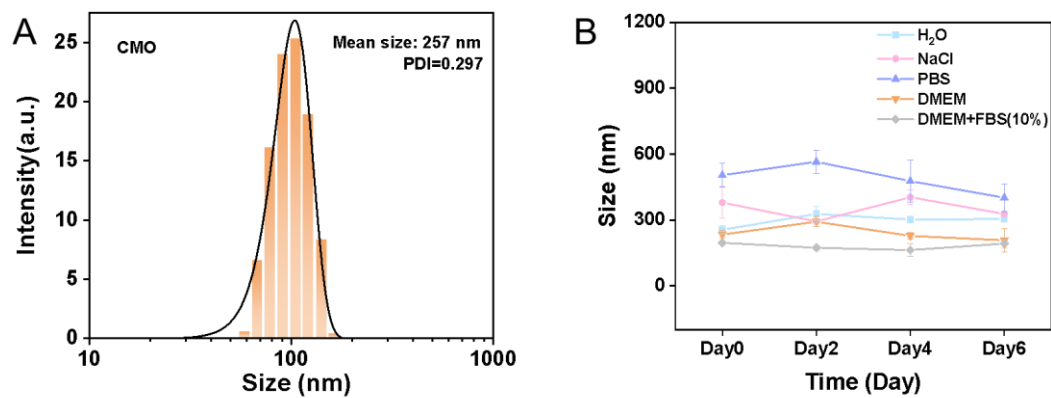 A
CMO
Mean size: 257 nm
PDI=0.297
Intensity(a.u.)
25
20
15
10
5
0
10
100
1000
Size (nm)
B
H₂O
NaCl
PBS
DMEM
DMEM+FBS(10%)
Size (nm)
1200
900
600
300
0
Day0
Day2
Day4
Day6
Time (Day)